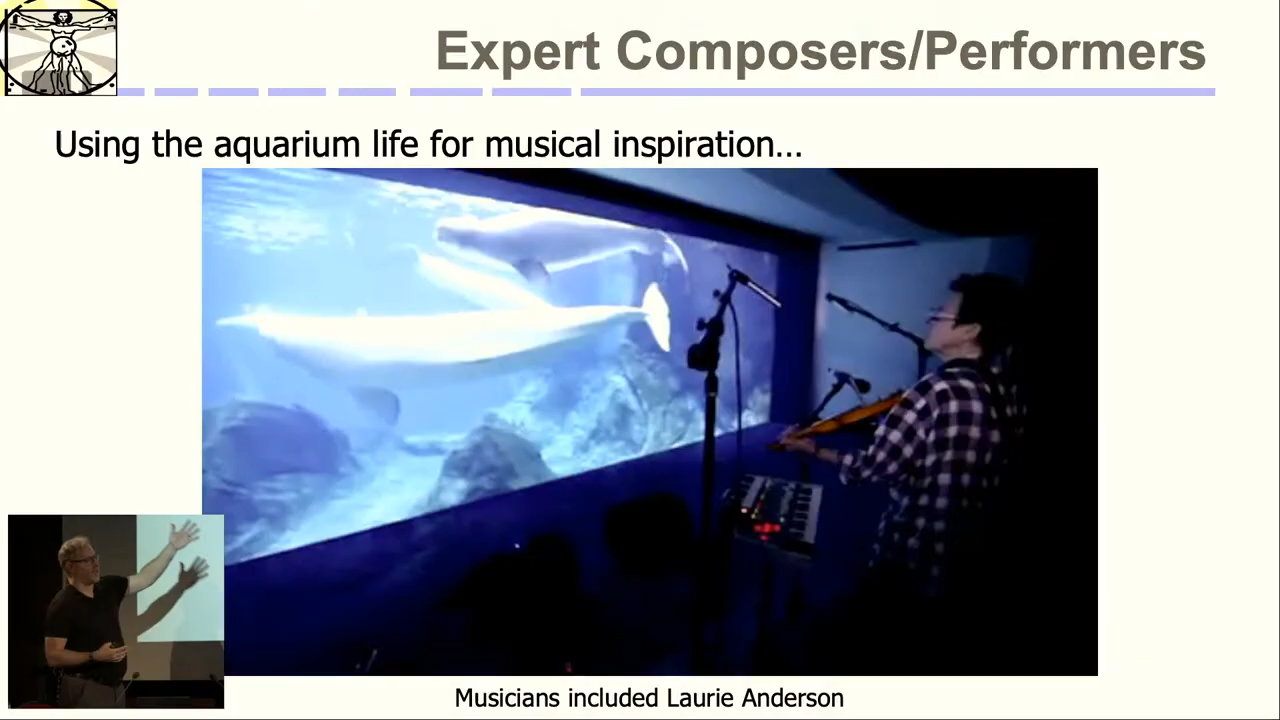 Expert Composers/Performers
Using the aquarium life for musical inspiration...
Musicians included Laurie Anderson